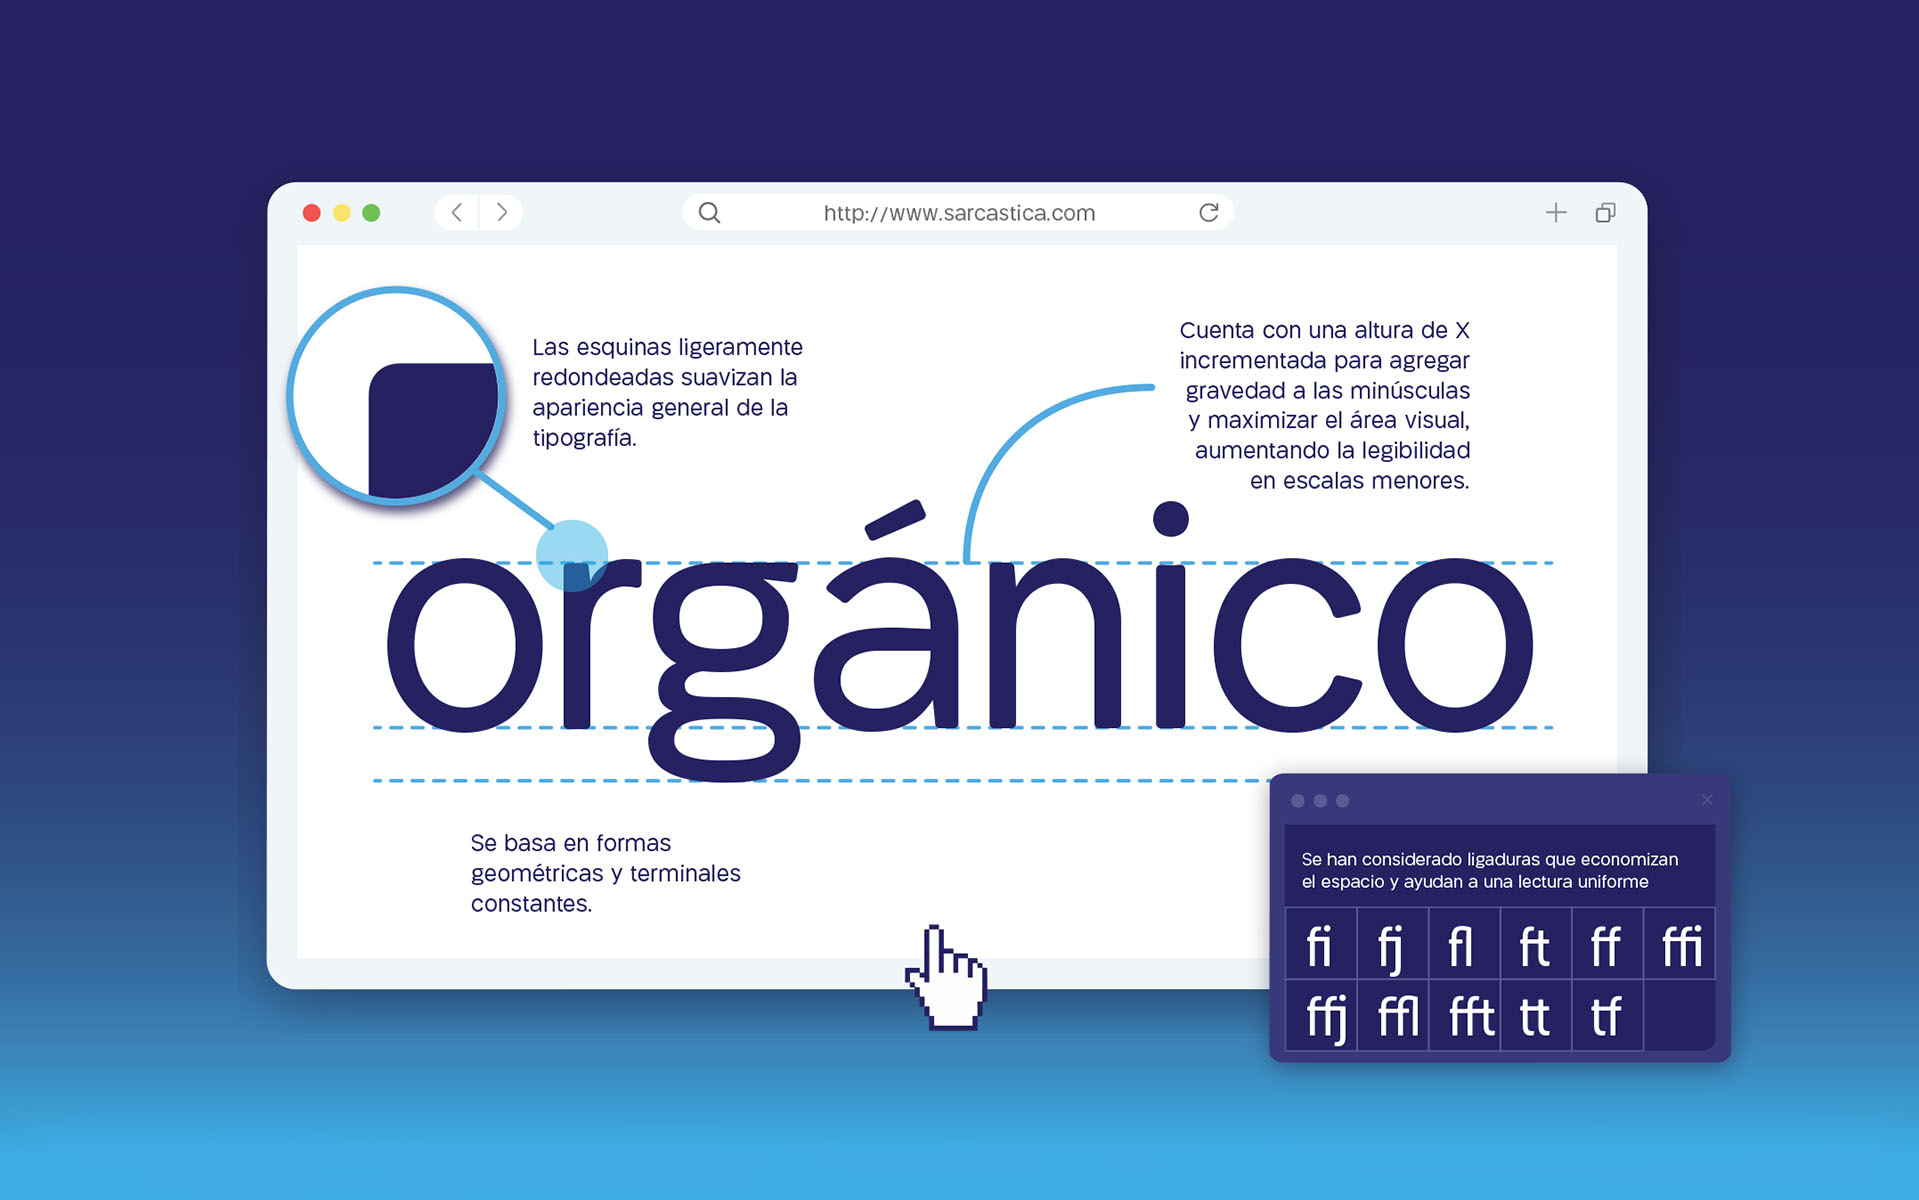 http://www.sarcastica.com
Las esquinas ligeramente
redondeadas suavizan la
apariencia general de la
tipografía.
Cuenta con una altura de X
incrementada para agregar
gravedad a las minúsculas
y maximizar el área visual,
aumentando la legibilidad
en escalas menores.
orgánico
Se basa en formas
geométricas y terminales
constantes.
Se han considerado ligaduras que economizan
el espacio y ayudan a una lectura uniforme
fi fj fl ft ff ffi
ffj ffl fft tt tf